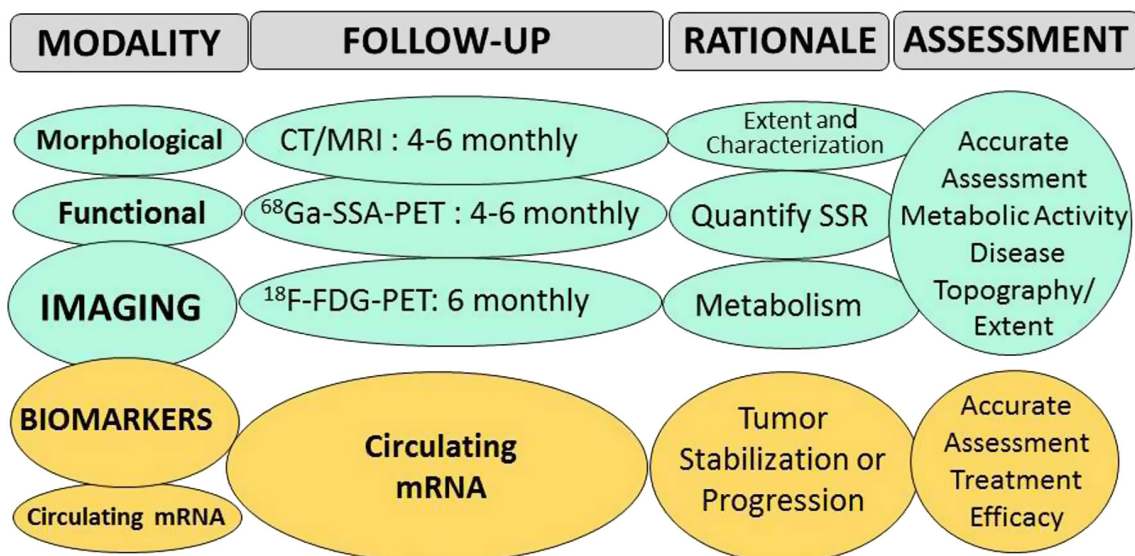 MODALITY
FOLLOW-UP
RATIONALE
ASSESSMENT
Morphological
CT/MRI : 4-6 monthly
Extent and
Characterization
Functional
⁶⁸Ga-SSA-PET : 4-6 monthly
Quantify SSR
IMAGING
¹⁸F-FDG-PET: 6 monthly
Metabolism
Accurate
Assessment
Metabolic Activity
Disease
Topography/
Extent
BIOMARKERS
Circulating mRNA
Circulating
mRNA
Tumor
Stabilization or
Progression
Accurate
Assessment
Treatment
Efficacy